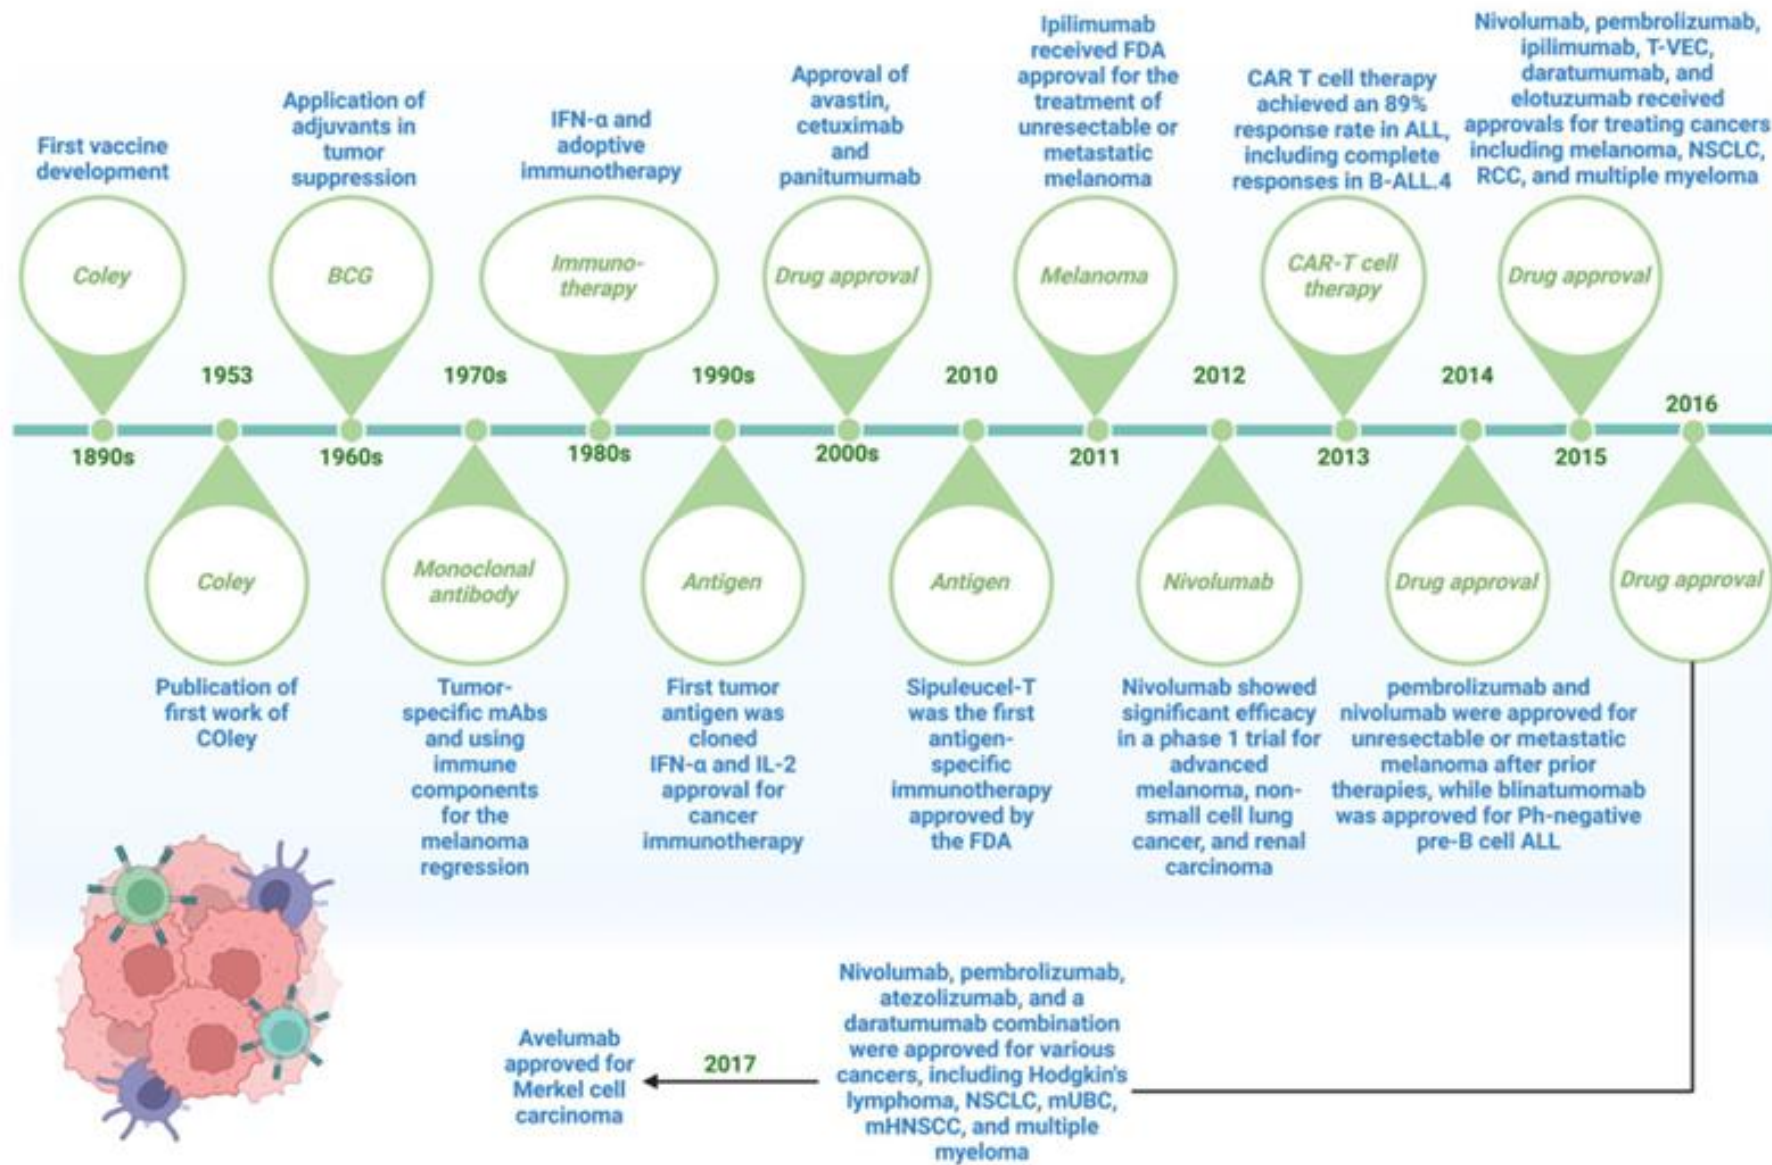 First vaccine
development
Coley
1890s
1953
Coley
Publication of
first work of
COley
Application of
adjuvants in
tumor
suppression
BCG
1960s
1970s
Monoclonal
antibody
Tumor-
specific mAbs
and using
immune
components
for the
melanoma
regression
IFN-α and
adoptive
immunotherapy
Immuno-
therapy
1980s
1990s
Antigen
First tumor
antigen was
cloned
IFN-α and IL-2
approval for
cancer
immunotherapy
Approval of
avastin,
cetuximab
and
panitumumab
Drug approval
2000s
2010
Antigen
Sipuleucel-T
was the first
antigen-
specific
immunotherapy
approved by
the FDA
Ipilimumab
received FDA
approval for the
treatment of
unresectable or
metastatic
melanoma
Melanoma
2011
2012
Nivolumab
Nivolumab showed
significant efficacy
in a phase 1 trial for
advanced
melanoma, non-
small cell lung
cancer, and renal
carcinoma
CAR T cell therapy
achieved an 89%
response rate in ALL,
including complete
responses in B-ALL.4
CAR-T cell
therapy
2013
2014
Drug approval
pembrolizumab and
nivolumab were approved for
unresectable or metastatic
melanoma after prior
therapies, while blinatumomab
was approved for Ph-negative
pre-B cell ALL
Nivolumab, pembrolizumab,
ipilimumab, T-VEC,
daratumumab, and
elotuzumab received
approvals for treating cancers
including melanoma, NSCLC,
RCC, and multiple myeloma
Drug approval
2015
2016
Drug approval
Nivolumab, pembrolizumab,
atezolizumab, and a
daratumumab combination
were approved for various
cancers, including Hodgkin's
lymphoma, NSCLC, mUBC,
mHNSCC, and multiple
myeloma
2017
Avelumab
approved for
Merkel cell
carcinoma